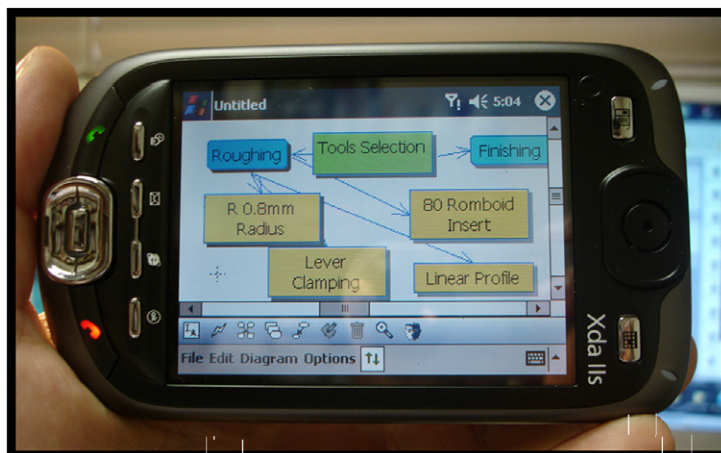 Untitled
5:04
Roughing
Tools Selection
Finishing
R 0.8mm
Radius
80 Romboid
Insert
Lever
Clamping
Linear Profile
File Edit Diagram Options
Xda IIs